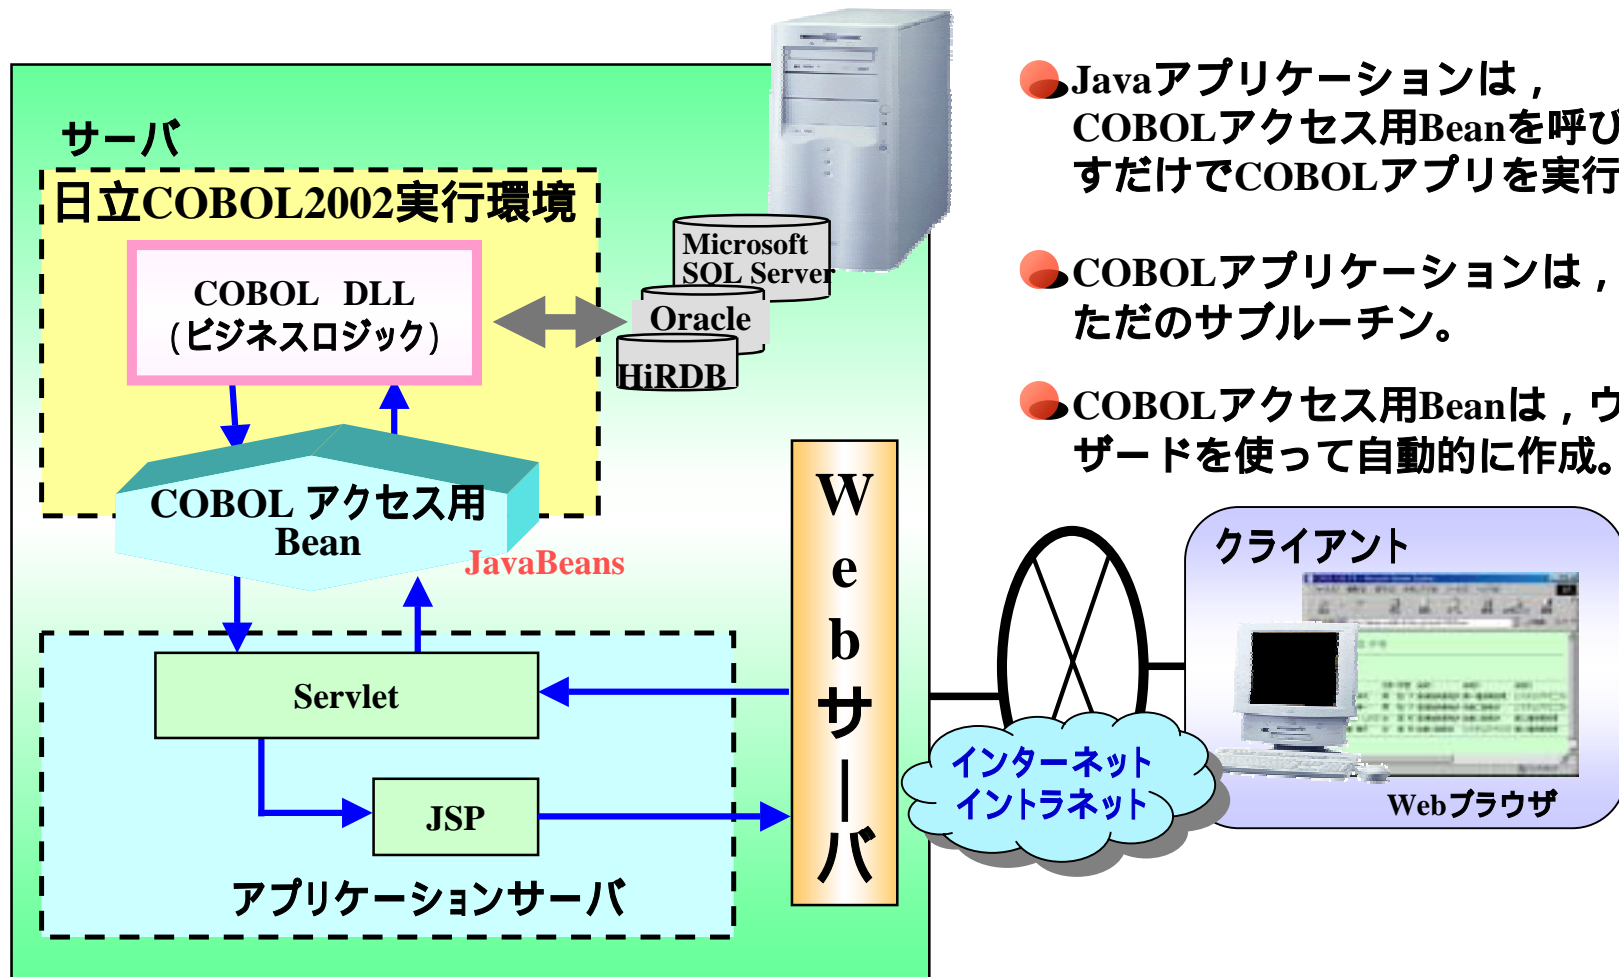 サーバ
日立COBOL2002実行環境
COBOL DLL
(ビジネスロジック)
Microsoft
SQL Server
Oracle
HiRDB
COBOL アクセス用
Bean
JavaBeans
Servlet
JSP
アプリケーションサーバ
Webサーバ
Javaアプリケーションは，
COBOLアクセス用Beanを呼び
すだけでCOBOLアプリを実行
COBOLアプリケーションは，
ただのサブルーチン。
COBOLアクセス用Beanは，ウ
ザードを使って自動的に作成。
インターネット
イントラネット
クライアント
Webブラウザ